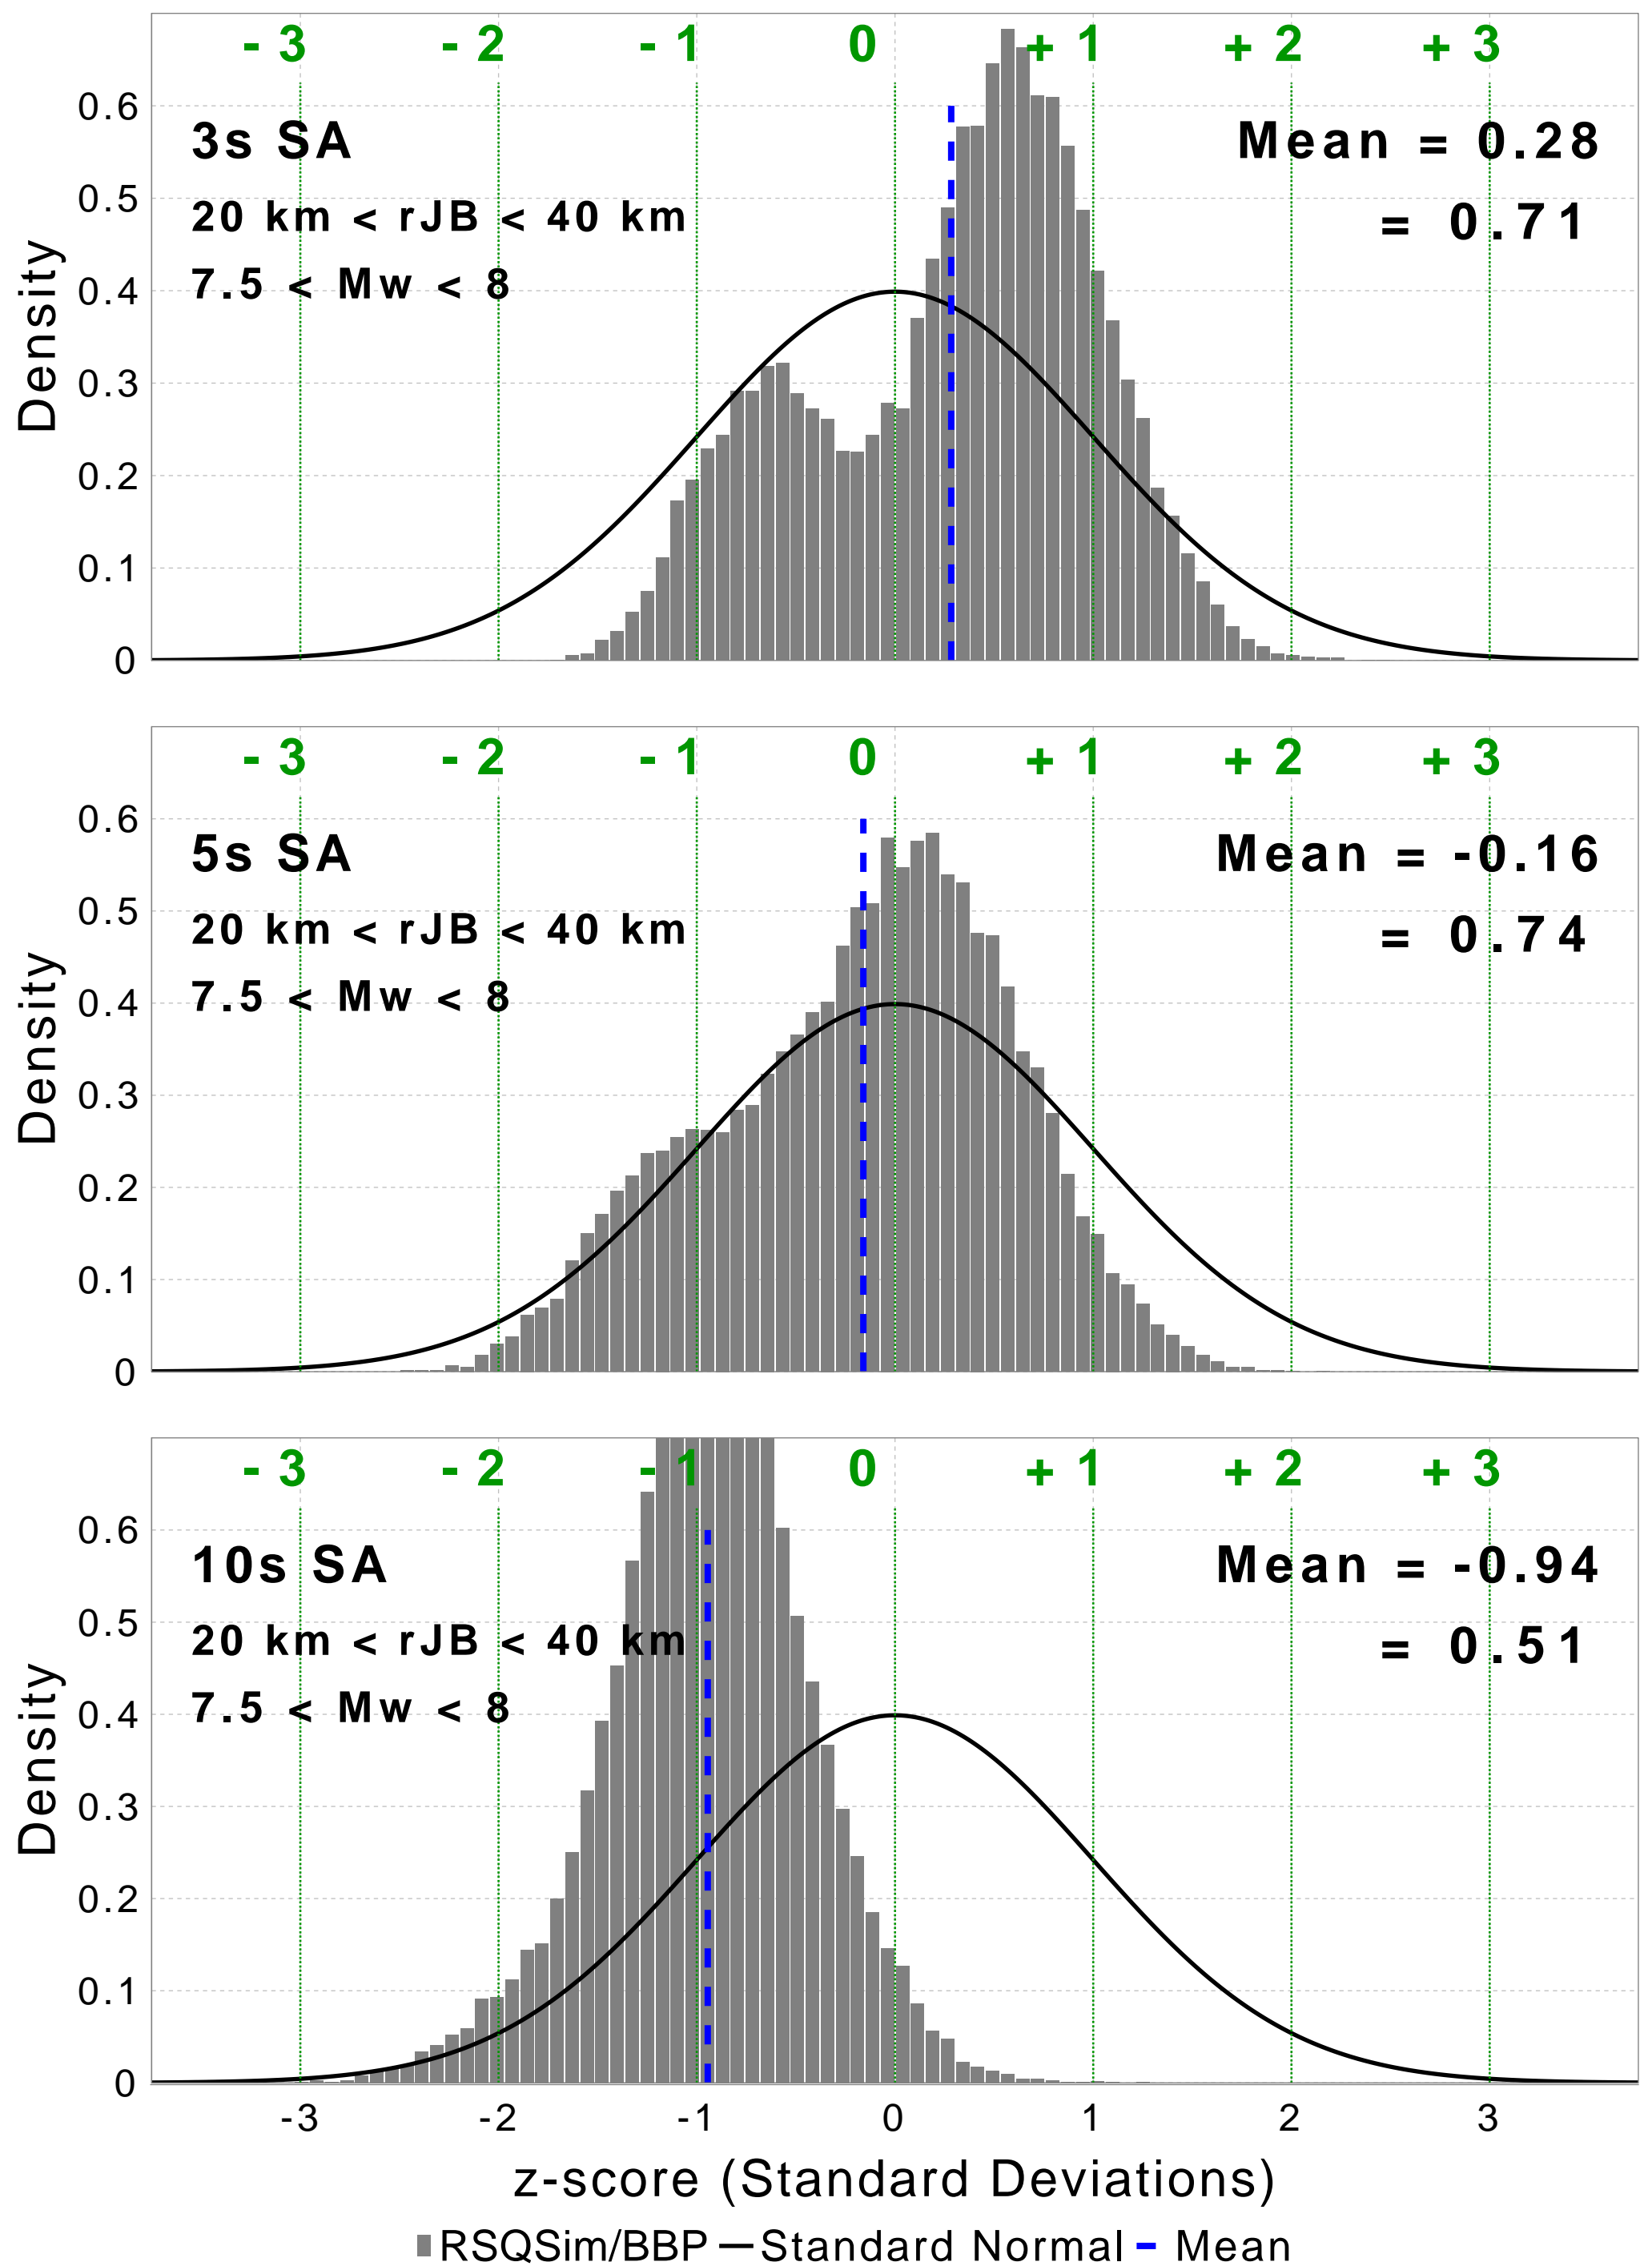 - 3 - 2 - 1 0 + 1 + 2 + 3
0.6
0.5
0.4
0.3
0.2
0.1
0
Density
3s SA
20 km < rJB < 40 km
7.5 < Mw < 8
Mean = 0.28
= 0.71
- 3 - 2 - 1 0 + 1 + 2 + 3
0.6
0.5
0.4
0.3
0.2
0.1
0
Density
5s SA
20 km < rJB < 40 km
7.5 < Mw < 8
Mean = -0.16
= 0.74
- 3 - 2 - 1 0 + 1 + 2 + 3
0.6
0.5
0.4
0.3
0.2
0.1
0
Density
10s SA
20 km < rJB < 40 km
7.5 < Mw < 8
Mean = -0.94
= 0.51
-3 -2 -1 0 1 2 3
z-score (Standard Deviations)
RSQSim/BBP Standard Normal Mean